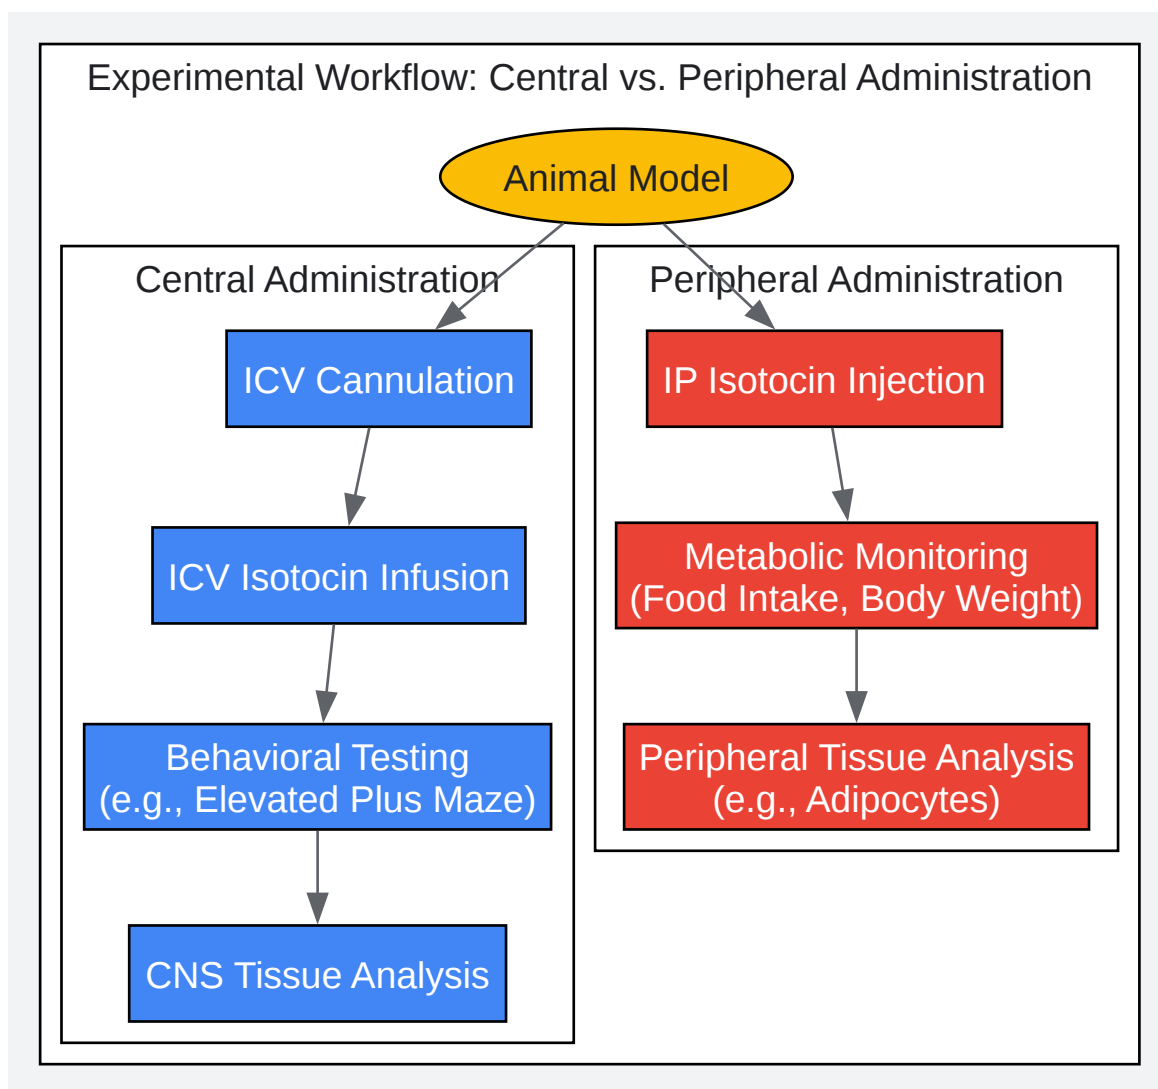 Experimental Workflow: Central vs. Peripheral Administration
Animal Model
Central Administration
ICV Cannulation
ICV Isotocin Infusion
Behavioral Testing
(e.g., Elevated Plus Maze)
CNS Tissue Analysis
Peripheral Administration
IP Isotocin Injection
Metabolic Monitoring
(Food Intake, Body Weight)
Peripheral Tissue Analysis
(e.g., Adipocytes)